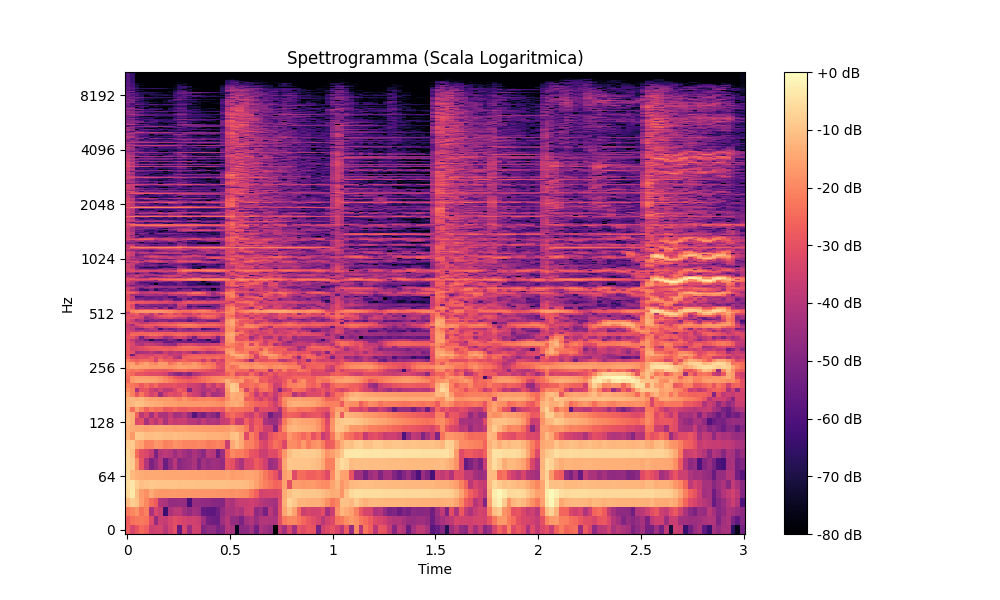 Spettrogramma (Scala Logaritmica)
Hz
8192
4096
2048
1024
512
256
128
64
0
0
0.5
1
1.5
2
2.5
3
Time
+0 dB
-10 dB
-20 dB
-30 dB
-40 dB
-50 dB
-60 dB
-70 dB
-80 dB